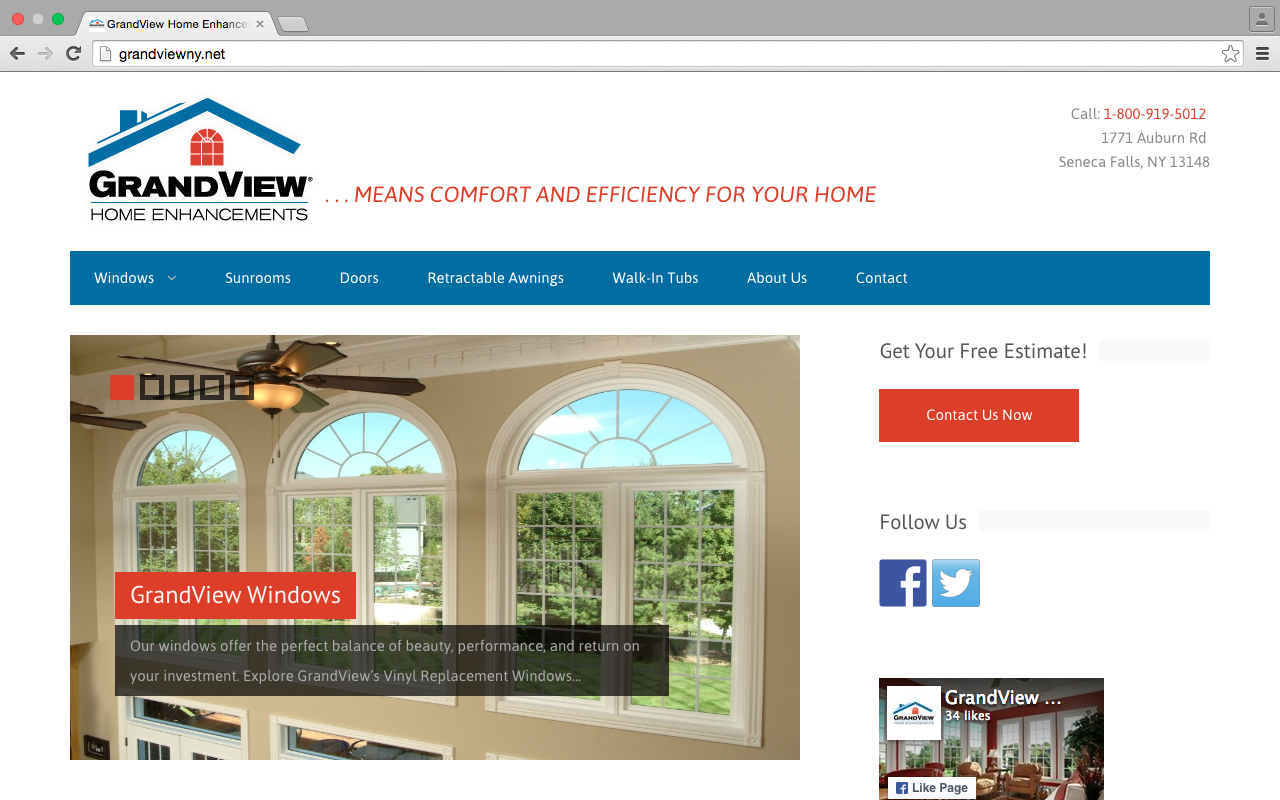 GrandView Home Enhance
grandviewny.net
GRANDVIEW®
HOME ENHANCEMENTS
. . . MEANS COMFORT AND EFFICIENCY FOR YOUR HOME
Call: 1-800-919-5012
1771 Auburn Rd
Seneca Falls, NY 13148
Windows
Sunrooms
Doors
Retractable Awnings
Walk-In Tubs
About Us
Contact
GrandView Windows
Our windows offer the perfect balance of beauty, performance, and return on
your investment. Explore GrandView's Vinyl Replacement Windows...
Get Your Free Estimate!
Contact Us Now
Follow Us
GRANDVIEW
HOME ENHANCEMENTS
GrandView ...
34 likes
Like Page